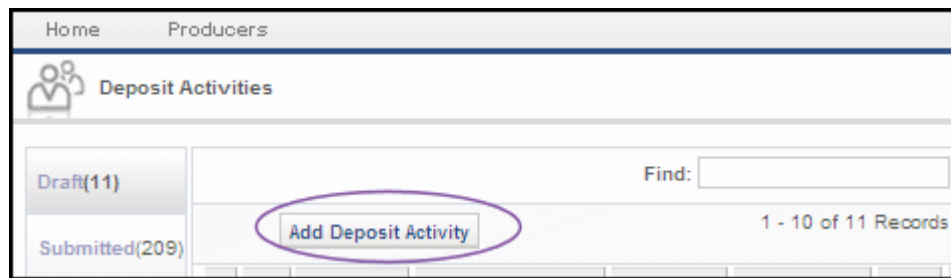 Home Producers
Deposit Activities
Draft(11)
Find:
Add Deposit Activity
1 - 10 of 11 Records
Submitted(209)